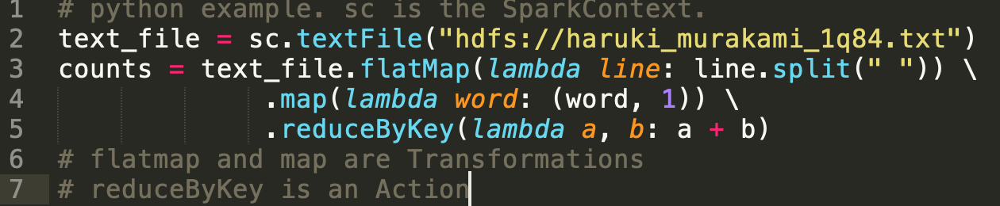 1 # python example. sc is the SparkContext.
2 text_file = sc.textFile("hdfs://haruki_murakami_1q84.txt")
3 counts = text_file.flatMap(lambda line: line.split(" ")) \
4 .map(lambda word: (word, 1)) \
5 .reduceByKey(lambda a, b: a + b)
6 # flatmap and map are Transformations
7 # reduceByKey is an Action